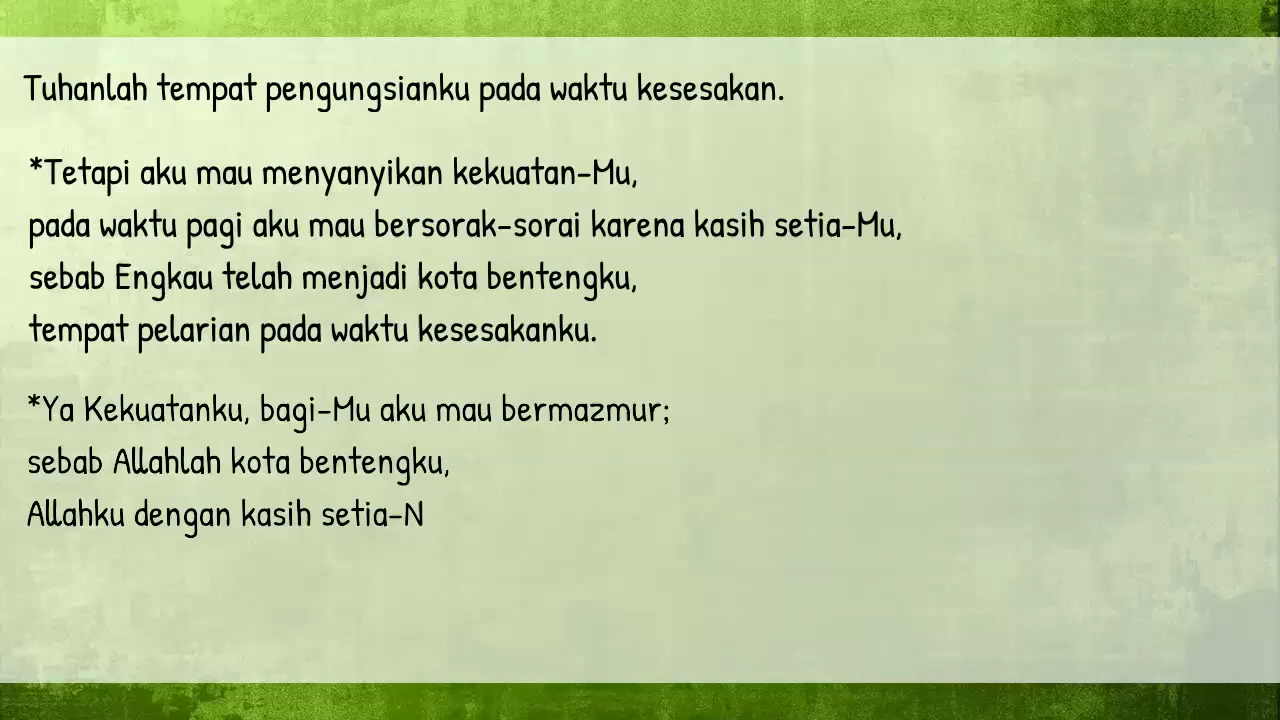 Tuhanlah tempat pengungsianku pada waktu kesesakan.
*Tetapi aku mau menyanyikan kekuatan-Mu,
pada waktu pagi aku mau bersorak-sorai karena kasih setia-Mu,
sebab Engkau telah menjadi kota bentengku,
tempat pelarian pada waktu kesesakanku.
*Ya Kekuatanku, bagi-Mu aku mau bermazmur;
sebab Allahlah kota bentengku,
Allahku dengan kasih setia-N